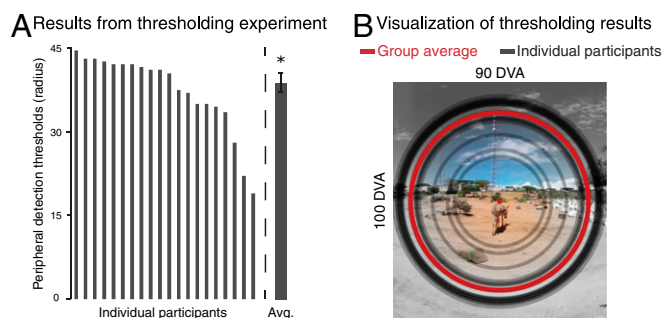 A Results from thresholding experiment
Peripheral detection thresholds (radius)
45
30
15
0
*
Individual participants
Avg.
B Visualization of thresholding results
Group average
Individual participants
90 DVA
100 DVA